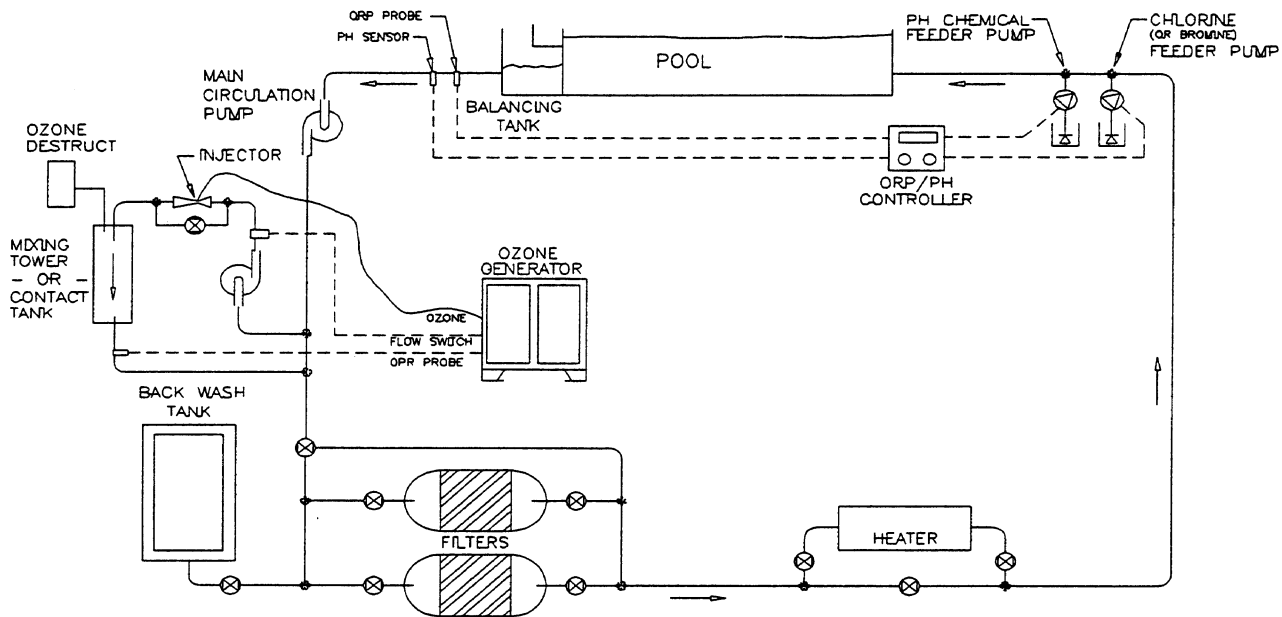 ORP PROBE
PH SENSOR
PH CHEMICAL
FEEDER PUMP
CHLORINE
(OR BROMINE)
FEEDER PUMP
POOL
MAIN
CIRCULATION
PUMP
BALANCING
TANK
OZONE
DESTRUCT
INJECTOR
ORP/PH
CONTROLLER
MIXING
TOWER
- OR -
CONTACT
TANK
OZONE
GENERATOR
OZONE
FLOW SWITCH
OPR PROBE
BACK WASH
TANK
FILTERS
HEATER